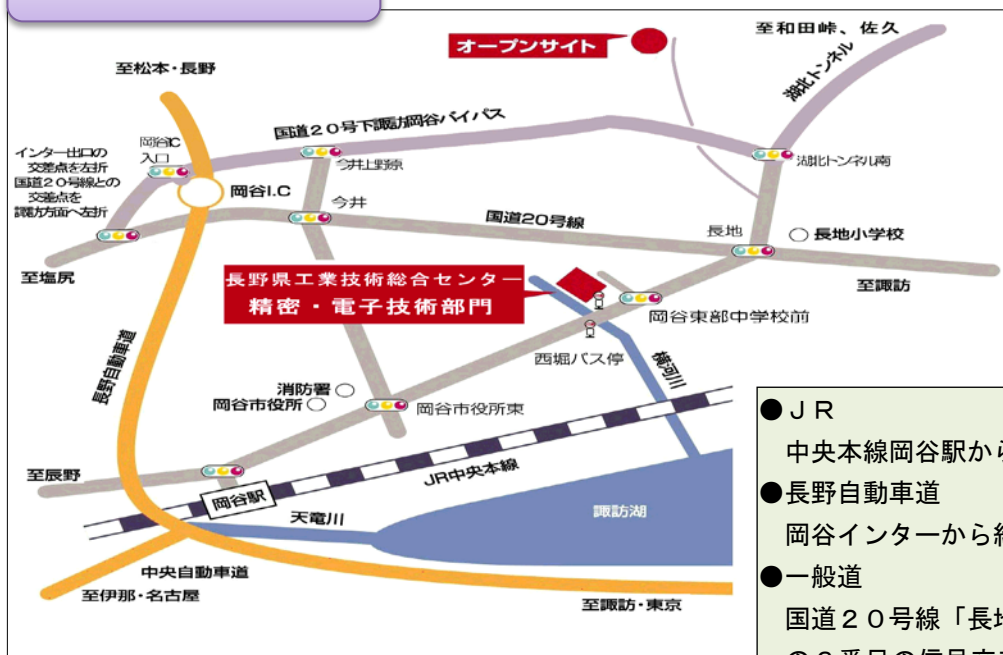 オープンサイト
至和田峠、佐久
至松本・長野
湖北トンネル
国道20号下諏訪岡谷バイパス
岡谷IC
入口
インター出口の
交差点を左折
国道20号線との
交差点を
諏訪方面へ左折
今井上野原
湖北トンネル南
岡谷I.C
今井
国道20号線
長地
長地小学校
至塩尻
至諏訪
長野県工業技術総合センター
精密・電子技術部門
岡谷東部中学校前
西堀バス停
横河川
長野自動車道
消防署
岡谷市役所
岡谷市役所東
至辰野
JR中央本線
岡谷駅
天竜川
諏訪湖
中央自動車道
至伊那・名古屋
至諏訪・東京
●ＪＲ
中央本線岡谷駅か
●長野自動車道
岡谷インターから
●一般道
国道２０号線「長